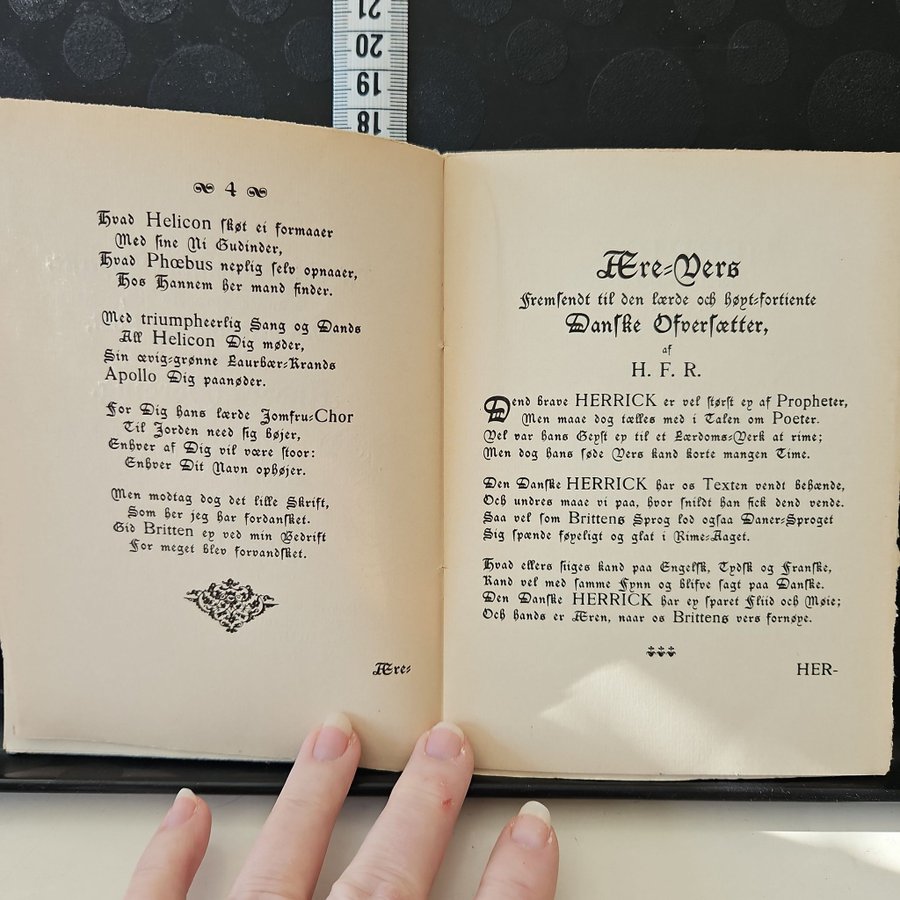 21
20
19
18
4
Hvad Helicon skøt ei formaaer
Med sine Ni Gudinder,
Hvad Phœbus neplig self opnaaer,
Hos Hannem her mand finder.
Med triumpheerlig Sang og Dands
All Helicon Dig møder,
Sin ævig-grønne Laurbær-Krands
Apollo Dig paanøder.
For Dig hans lærde Jomfru-Chor
Til Jorden need sig højer,
Enhver af Dig vil være stoor:
Enhver Dit Navn ophøjer.
Men modtag dog det lille Skrift,
Som her jeg har fordansket.
Gid Britten ey ved min Bedrift
For meget blev forvandsket.
Ære-
Ære-Vers
Fremsendt til den lærde och høyt-fortiente
Danske Ofversætter,
af
H. F. R.
Dend brave HERRICK er vel størst ey af Propheter,
Men maae dog tælles med i Talen om Poeter.
Vel var hans Geyst ey til et Lærdoms-Verk at rime;
Men dog hans søde Vers kand korte mangen Time.
Den Danske HERRICK har os Texten vendt behænde,
Och undres maae vi paa, hvor snildt han fick dend vende.
Saa vel som Brittens Sprog lod ogsaa Daner-Sproget
Sig spænde føyeligt og glat i Rime-Aaget.
Hvad ellers siiges kand paa Engelsk, Tydsk og Franske,
Kand vel med samme Fynn og blifve sagt paa Danske.
Den Danske HERRICK har ey sparet Fliid och Møie;
Och hands er Æren, naar os Brittens vers fornøye.
HER-